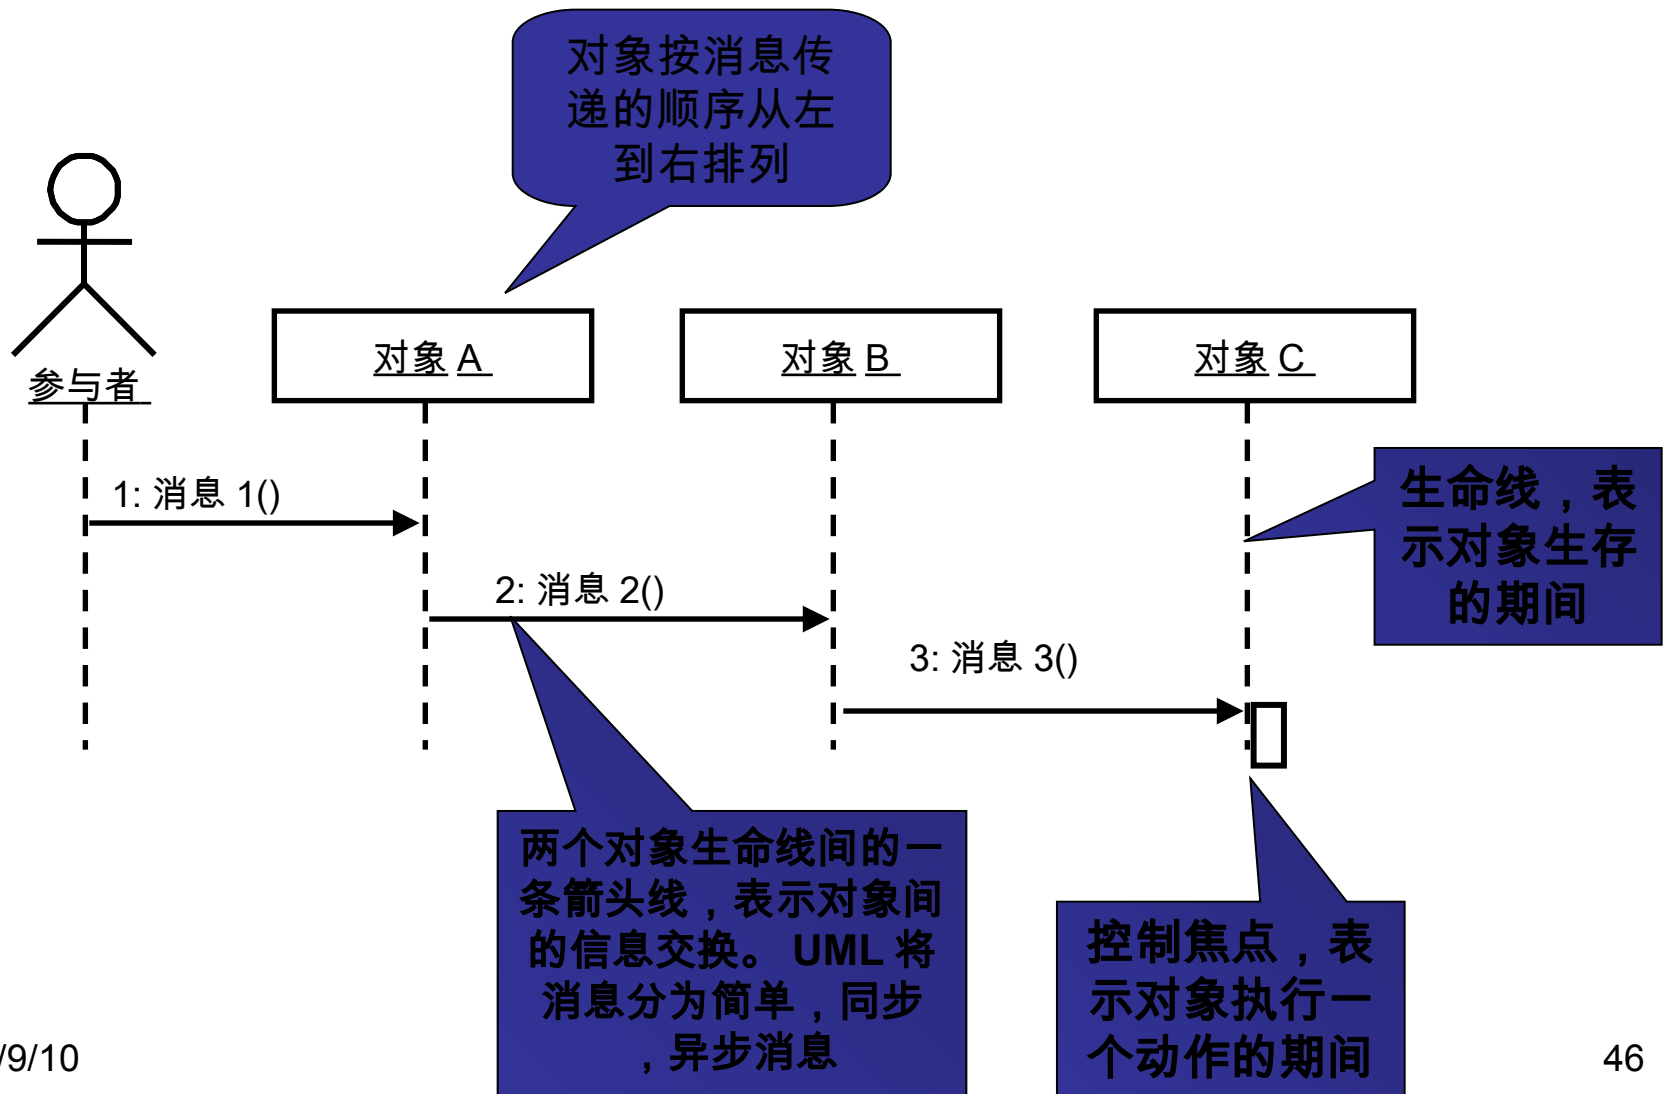 对象按消息传
递的顺序从左
到右排列
参与者
对象 A
对象 B
对象 C
1: 消息 1()
2: 消息 2()
3: 消息 3()
生命线，表
示对象生存
的期间
两个对象生命线间的一
条箭头线，表示对象间
的信息交换。 UML 将
消息分为简单，同步
，异步消息
控制焦点，表
示对象执行一
个动作的期间
/9/10
46